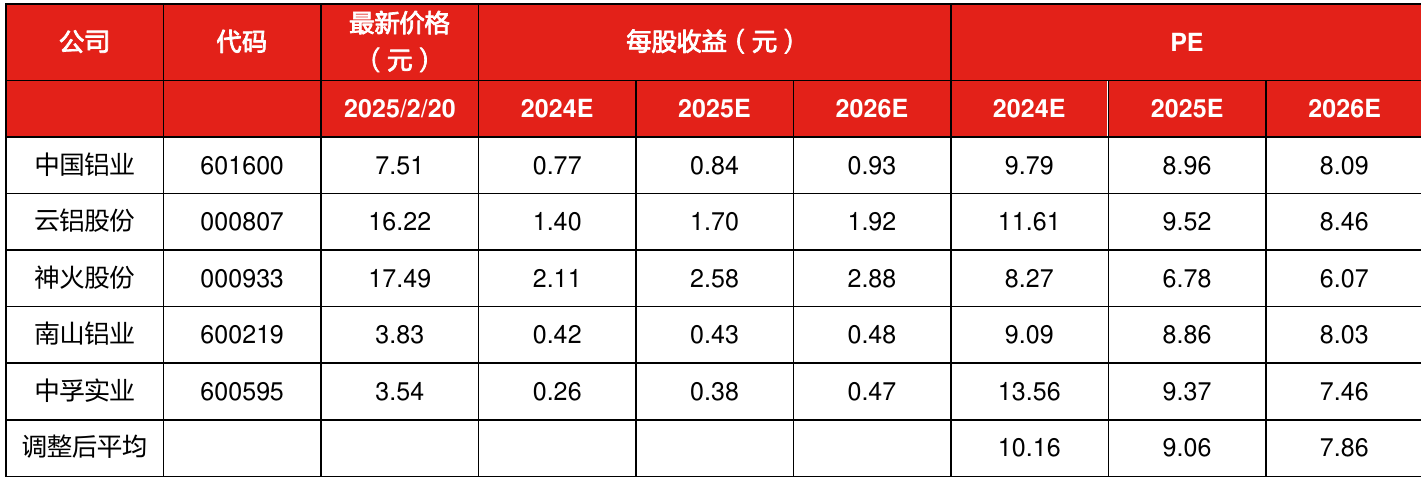 公司 代码 最新价格（元） 每股收益（元） PE
2025/2/20 2024E 2025E 2026E 2024E 2025E 2026E
中国铝业 601600 7.51 0.77 0.84 0.93 9.79 8.96 8.09
云铝股份 000807 16.22 1.40 1.70 1.92 11.61 9.52 8.46
神火股份 000933 17.49 2.11 2.58 2.88 8.27 6.78 6.07
南山铝业 600219 3.83 0.42 0.43 0.48 9.09 8.86 8.03
中孚实业 600595 3.54 0.26 0.38 0.47 13.56 9.37 7.46
调整后平均 10.16 9.06 7.86